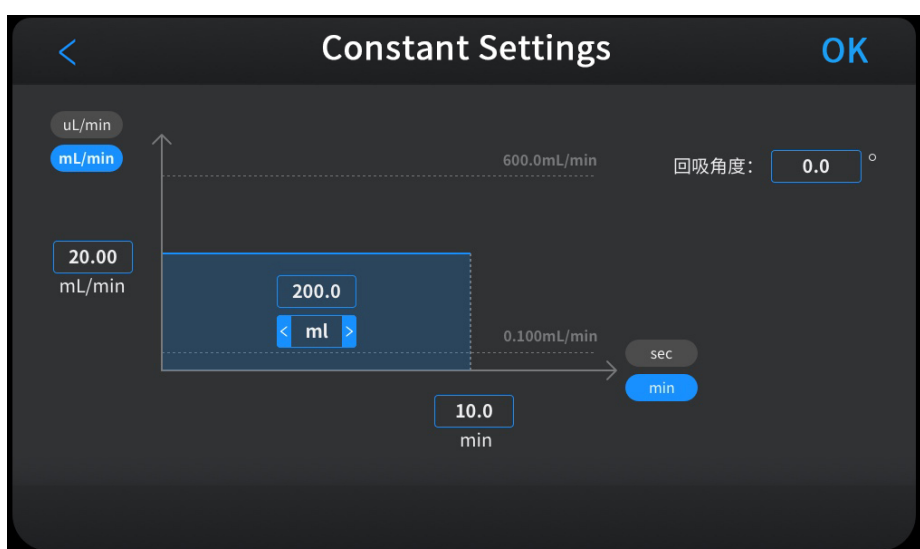 < Constant Settings OK
uL/min
mL/min
600.0mL/min
回吸角度： 0.0 °
20.00
mL/min
200.0
< ml >
0.100mL/min
sec
min
10.0
min